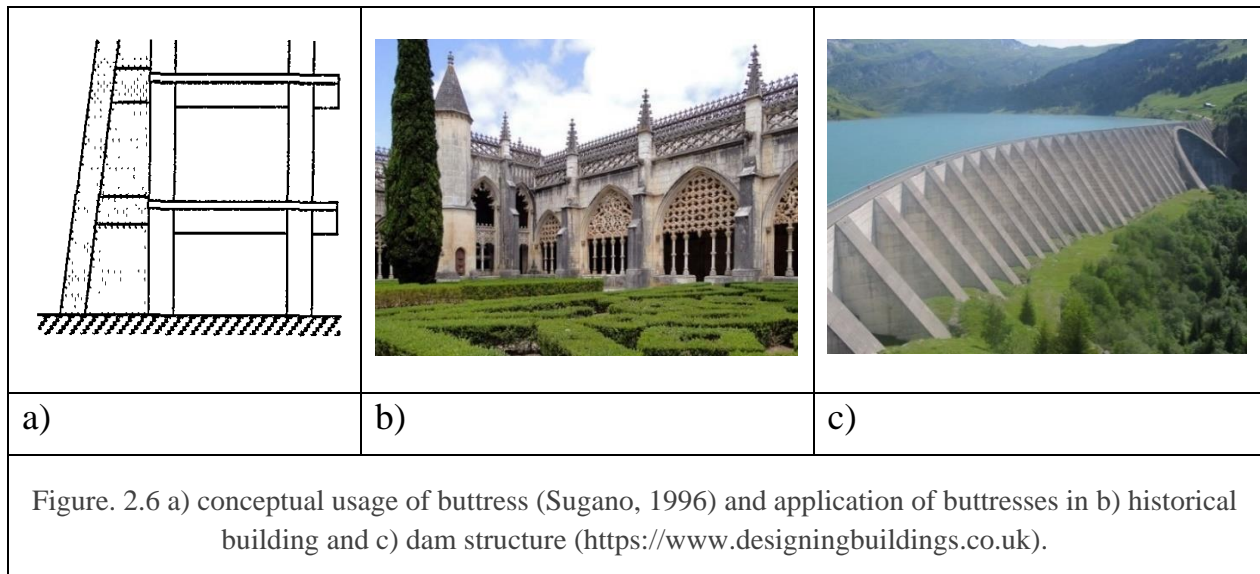 a)
b)
c)
Figure. 2.6 a) conceptual usage of buttress (Sugano, 1996) and application of buttresses in b) historical
building and c) dam structure (https://www.designingbuildings.co.uk).